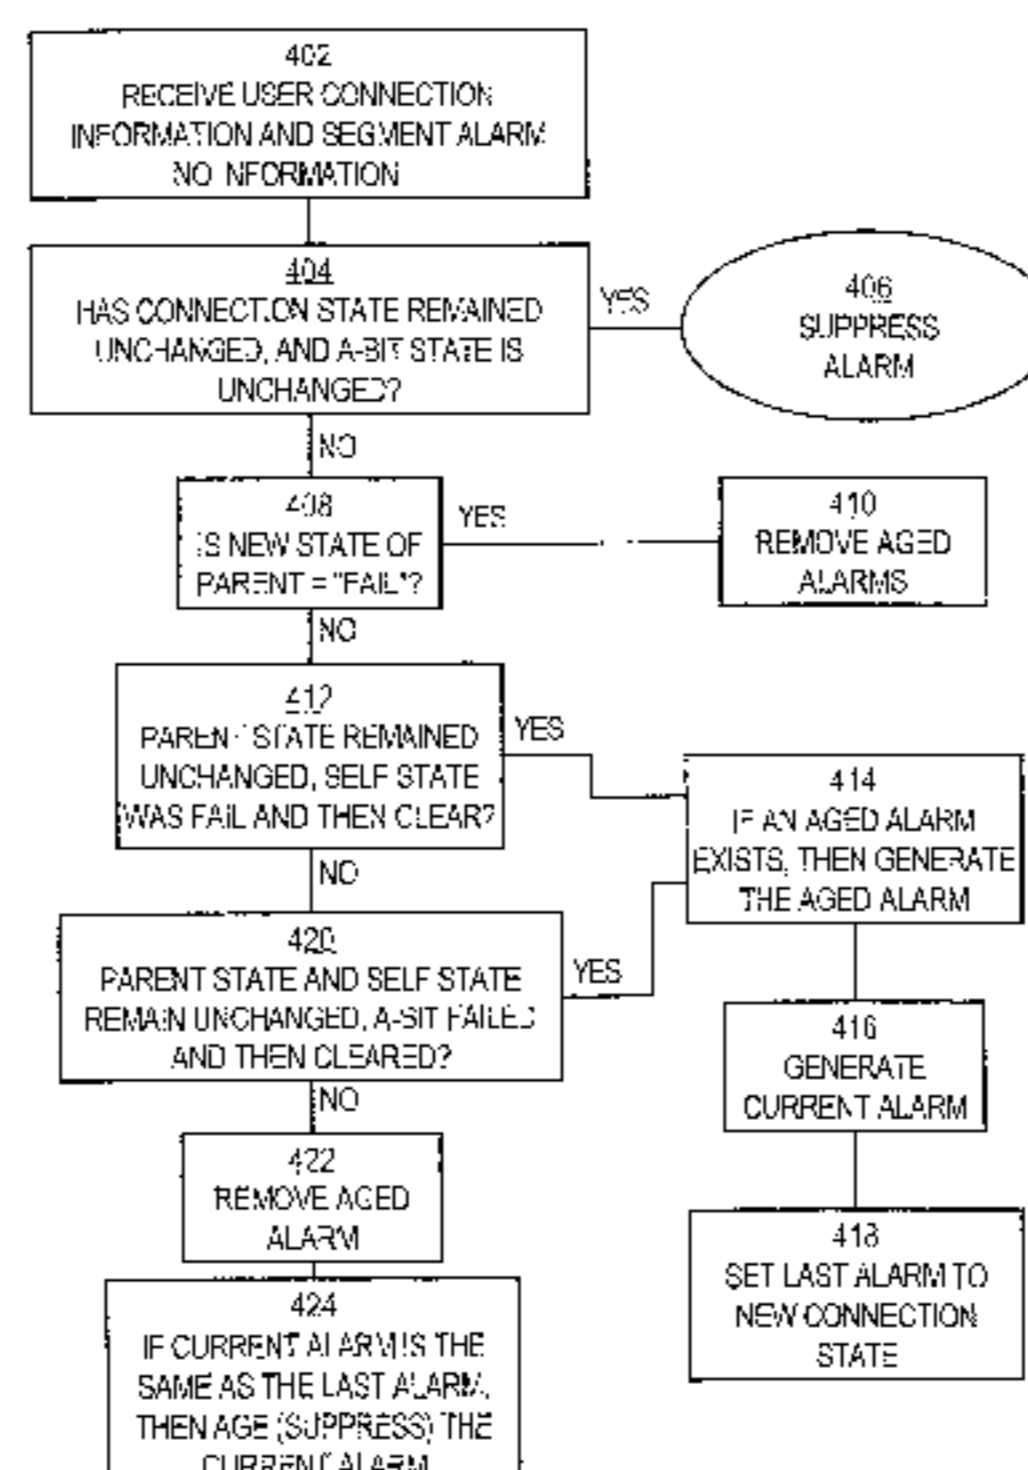 402
RECEIVE USER CONNECTION
INFORMATION AND SEGMENT ALARM
NO INFORMATION
404
HAS CONNECTION STATE REMAINED
UNCHANGED, AND A-BIT STATE IS
UNCHANGED?
YES
406
SUPPRESS
ALARM
NO
408
IS NEW STATE OF
PARENT = "FAIL"?
YES
410
REMOVE AGED
ALARMS
NO
412
PARENT STATE REMAINED
UNCHANGED, SELF STATE
WAS FAIL AND THEN CLEAR?
YES
414
IF AN AGED ALARM
EXISTS, THEN GENERATE
THE AGED ALARM
NO
420
PARENT STATE AND SELF STATE
REMAIN UNCHANGED, A-BIT FAILED
AND THEN CLEARED?
YES
416
GENERATE
CURRENT ALARM
NO
422
REMOVE AGED
ALARM
418
SET LAST ALARM TO
NEW CONNECTION
STATE
424
IF CURRENT ALARM IS THE
SAME AS THE LAST ALARM,
THEN AGE (SUPPRESS) THE
CURRENT ALARM